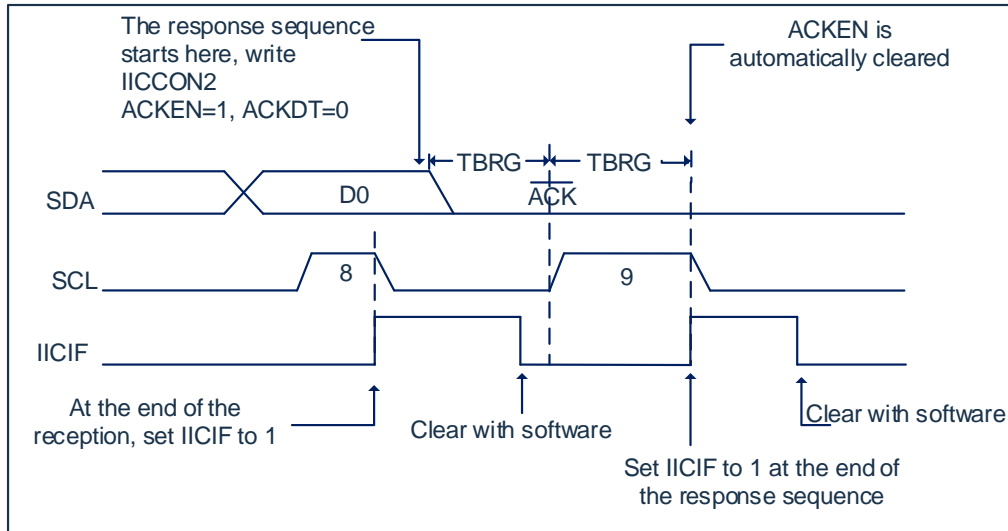 The response sequence
starts here, write
IICCON2
ACKEN=1, ACKDT=0
ACKEN is
automatically cleared
TBRG
TBRG
SDA
D0
ACK
SCL
8
9
IICIF
At the end of the
reception, set IICIF to 1
Clear with software
Clear with software
Set IICIF to 1 at the end of
the response sequence